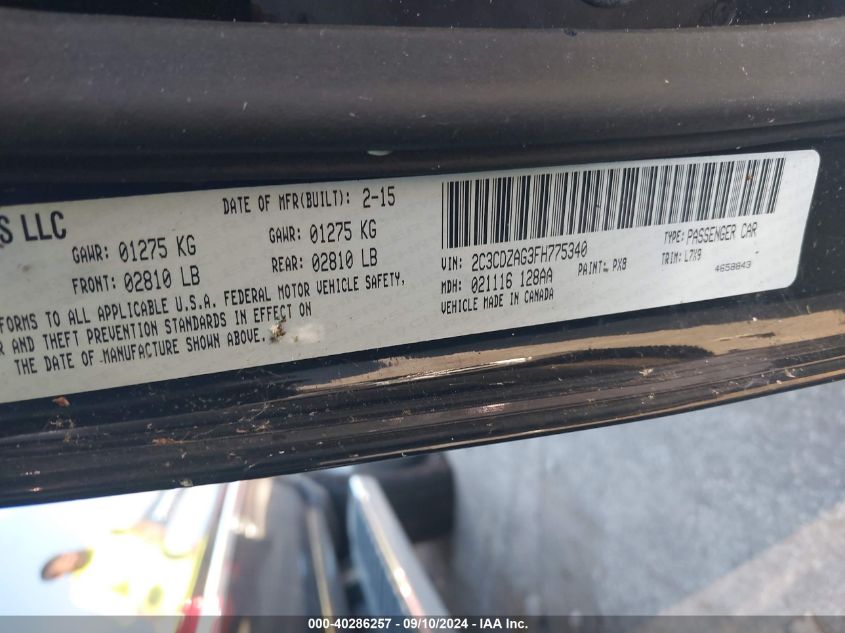 S LLC
DATE OF MFR(BUILT): 2-15
GAWR: 01275 KG
GAWR: 01275 KG
FRONT: 02810 LB
REAR: 02810 LB
FORMS TO ALL APPLICABLE U.S.A. FEDERAL MOTOR VEHICLE SAFETY,
R AND THEFT PREVENTION STANDARDS IN EFFECT ON
THE DATE OF MANUFACTURE SHOWN ABOVE.
VIN: 2C3CDZAG3FH775340
TYPE: PASSENGER CAR
MDH: 021116 128AA
PAINT: PX8
TRIM: L7X9
VEHICLE MADE IN CANADA
4658843
000-40286257 - 09/10/2024 - IAA Inc.